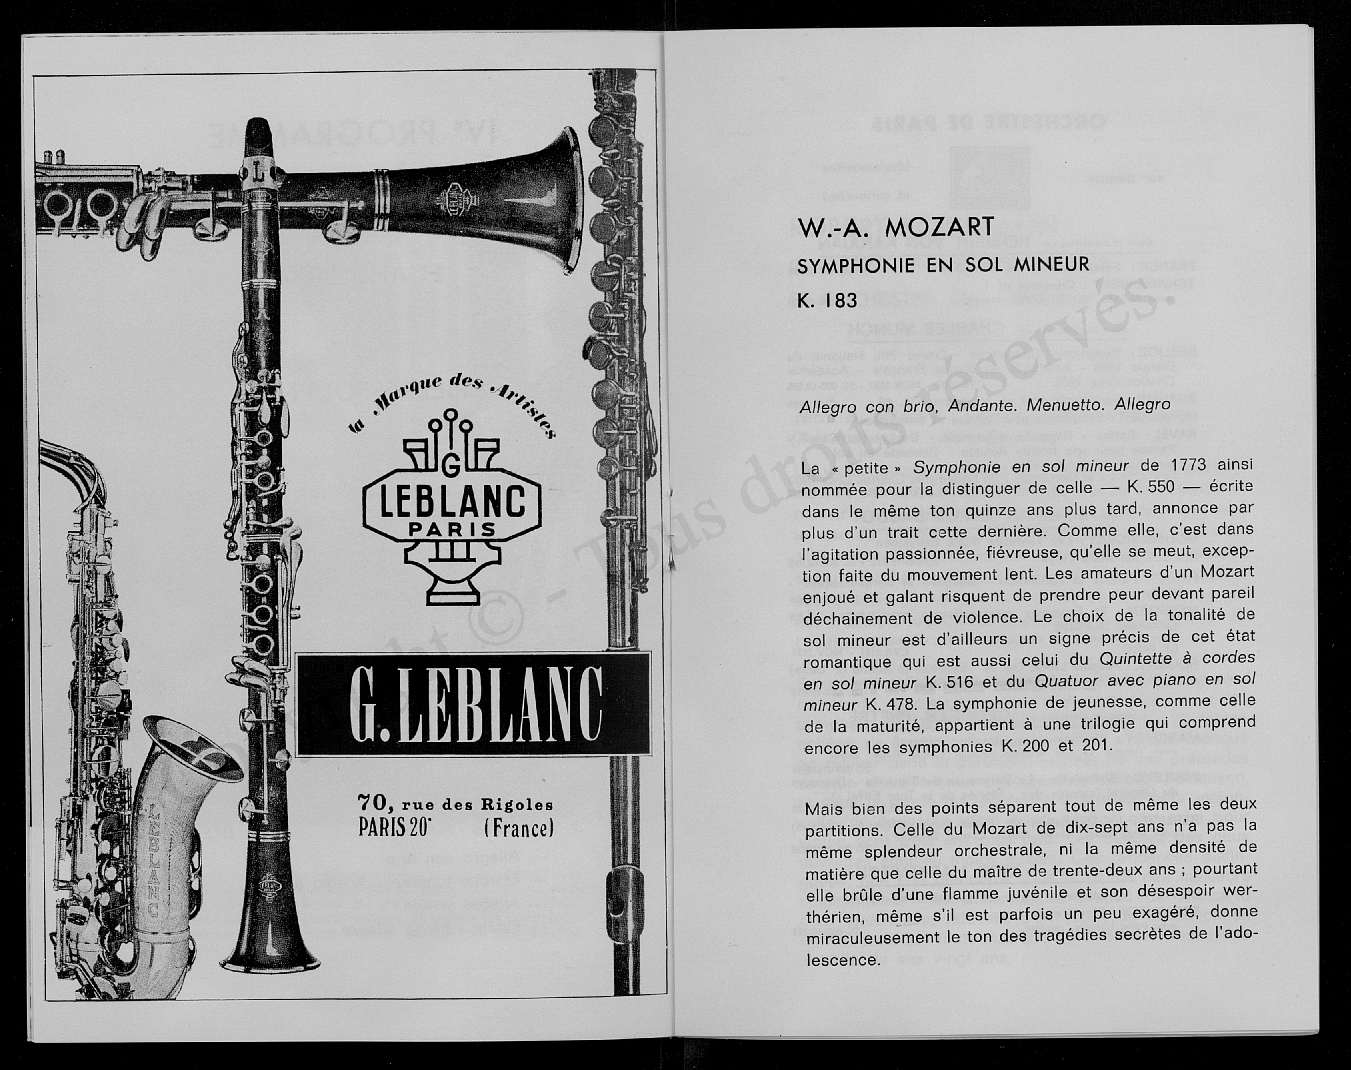 la Marque des Artistes
G
LEBLANC
PARIS
G. LEBLANC
70, rue des Rigoles
PARIS 20e (France)
L
LEBLANC
W.-A. MOZART
SYMPHONIE EN SOL MINEUR
K. 183
Allegro con brio, Andante. Menuetto. Allegro
La « petite » Symphonie en sol mineur de 1773 ainsi
nommée pour la distinguer de celle — K. 550 — écrite
dans le même ton quinze ans plus tard, annonce par
plus d'un trait cette dernière. Comme elle, c'est dans
l'agitation passionnée, fiévreuse, qu'elle se meut, excep-
tion faite du mouvement lent. Les amateurs d'un Mozart
enjoué et galant risquent de prendre peur devant pareil
déchaînement de violence. Le choix de la tonalité de
sol mineur est d'ailleurs un signe précis de cet état
romantique qui est aussi celui du Quintette à cordes
en sol mineur K. 516 et du Quatuor avec piano en sol
mineur K. 478. La symphonie de jeunesse, comme celle
de la maturité, appartient à une trilogie qui comprend
encore les symphonies K. 200 et 201.
Mais bien des points séparent tout de même les deux
partitions. Celle du Mozart de dix-sept ans n'a pas la
même splendeur orchestrale, ni la même densité de
matière que celle du maître de trente-deux ans ; pourtant
elle brûle d'une flamme juvénile et son désespoir wer-
thérien, même s'il est parfois un peu exagéré, donne
miraculeusement le ton des tragédies secrètes de l'ado-
lescence.
© - Tous droits réservés.